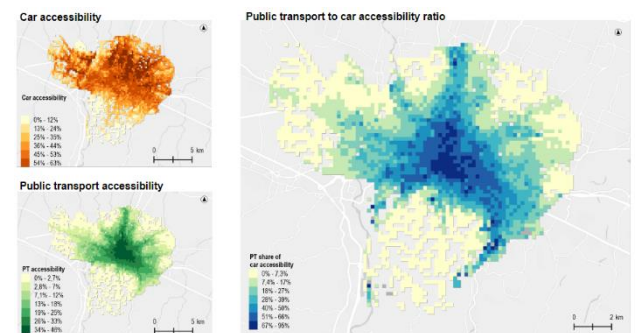 Car accessibility
Car accessibility
0% - 12%
13% - 24%
25% - 35%
36% - 44%
45% - 53%
54% - 63%
0 5 km
Public transport accessibility
PT accessibility
0% - 2,7%
2,8% - 7%
7,1% - 12%
13% - 18%
19% - 25%
26% - 33%
34% - 46%
0 5 km
Public transport to car accessibility ratio
PT share of
car accessibility
0% - 7,3%
7,4% - 17%
18% - 27%
28% - 39%
40% - 50%
51% - 66%
67% - 95%
0 2 km